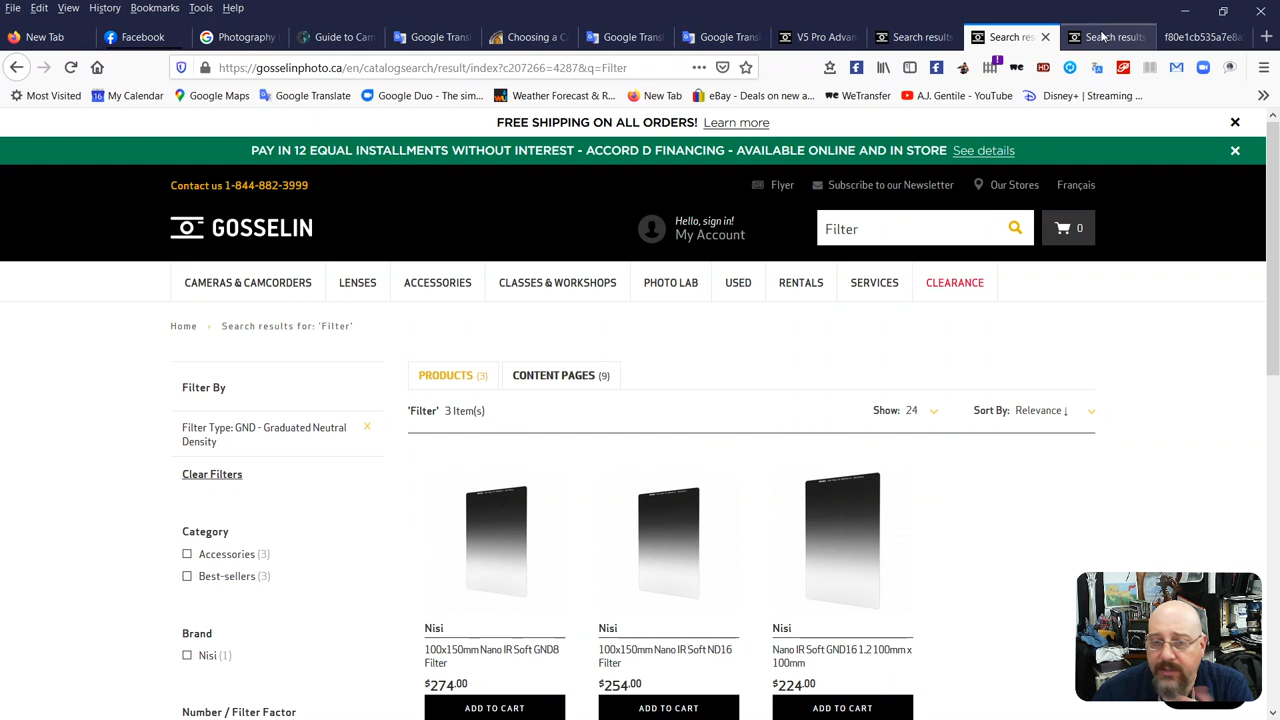 File Edit View History Bookmarks Tools Help
New Tab Facebook Photography Guide to Cam Google Trans Choosing a C Google Transl Google Transl V5 Pro Advan Search results Search res Search results f80e1cb535a7e8a
https://gosselinphoto.ca/en/catalogsearch/result/index?c207266=4287&q=Filter
Most Visited My Calendar Google Maps Google Translate Google Duo - The sim... Weather Forecast & R... New Tab eBay - Deals on new a... WeTransfer A.J. Gentile - YouTube Disney+ | Streaming ...
FREE SHIPPING ON ALL ORDERS! Learn more
PAY IN 12 EQUAL INSTALLMENTS WITHOUT INTEREST - ACCORD D FINANCING - AVAILABLE ONLINE AND IN STORE See details
Contact us 1-844-882-3999 Flyer Subscribe to our Newsletter Our Stores Français
GOSSELIN Hello, sign in! My Account Filter 0
CAMERAS & CAMCORDERS LENSES ACCESSORIES CLASSES & WORKSHOPS PHOTO LAB USED RENTALS SERVICES CLEARANCE
Home › Search results for: 'Filter'
Filter By
Filter Type: GND - Graduated Neutral
Density
Clear Filters
Category
Accessories (3)
Best-sellers (3)
Brand
Nisi (1)
Number / Filter Factor
PRODUCTS (3) CONTENT PAGES (9)
'Filter' 3 Item(s) Show: 24 Sort By: Relevance ↓
Nisi
100x150mm Nano IR Soft GND8
Filter
$274.00
ADD TO CART
Nisi
100x150mm Nano IR Soft ND16
Filter
$254.00
ADD TO CART
Nisi
Nano IR Soft GND16 1.2 100mm x
100mm
$224.00
ADD TO CART